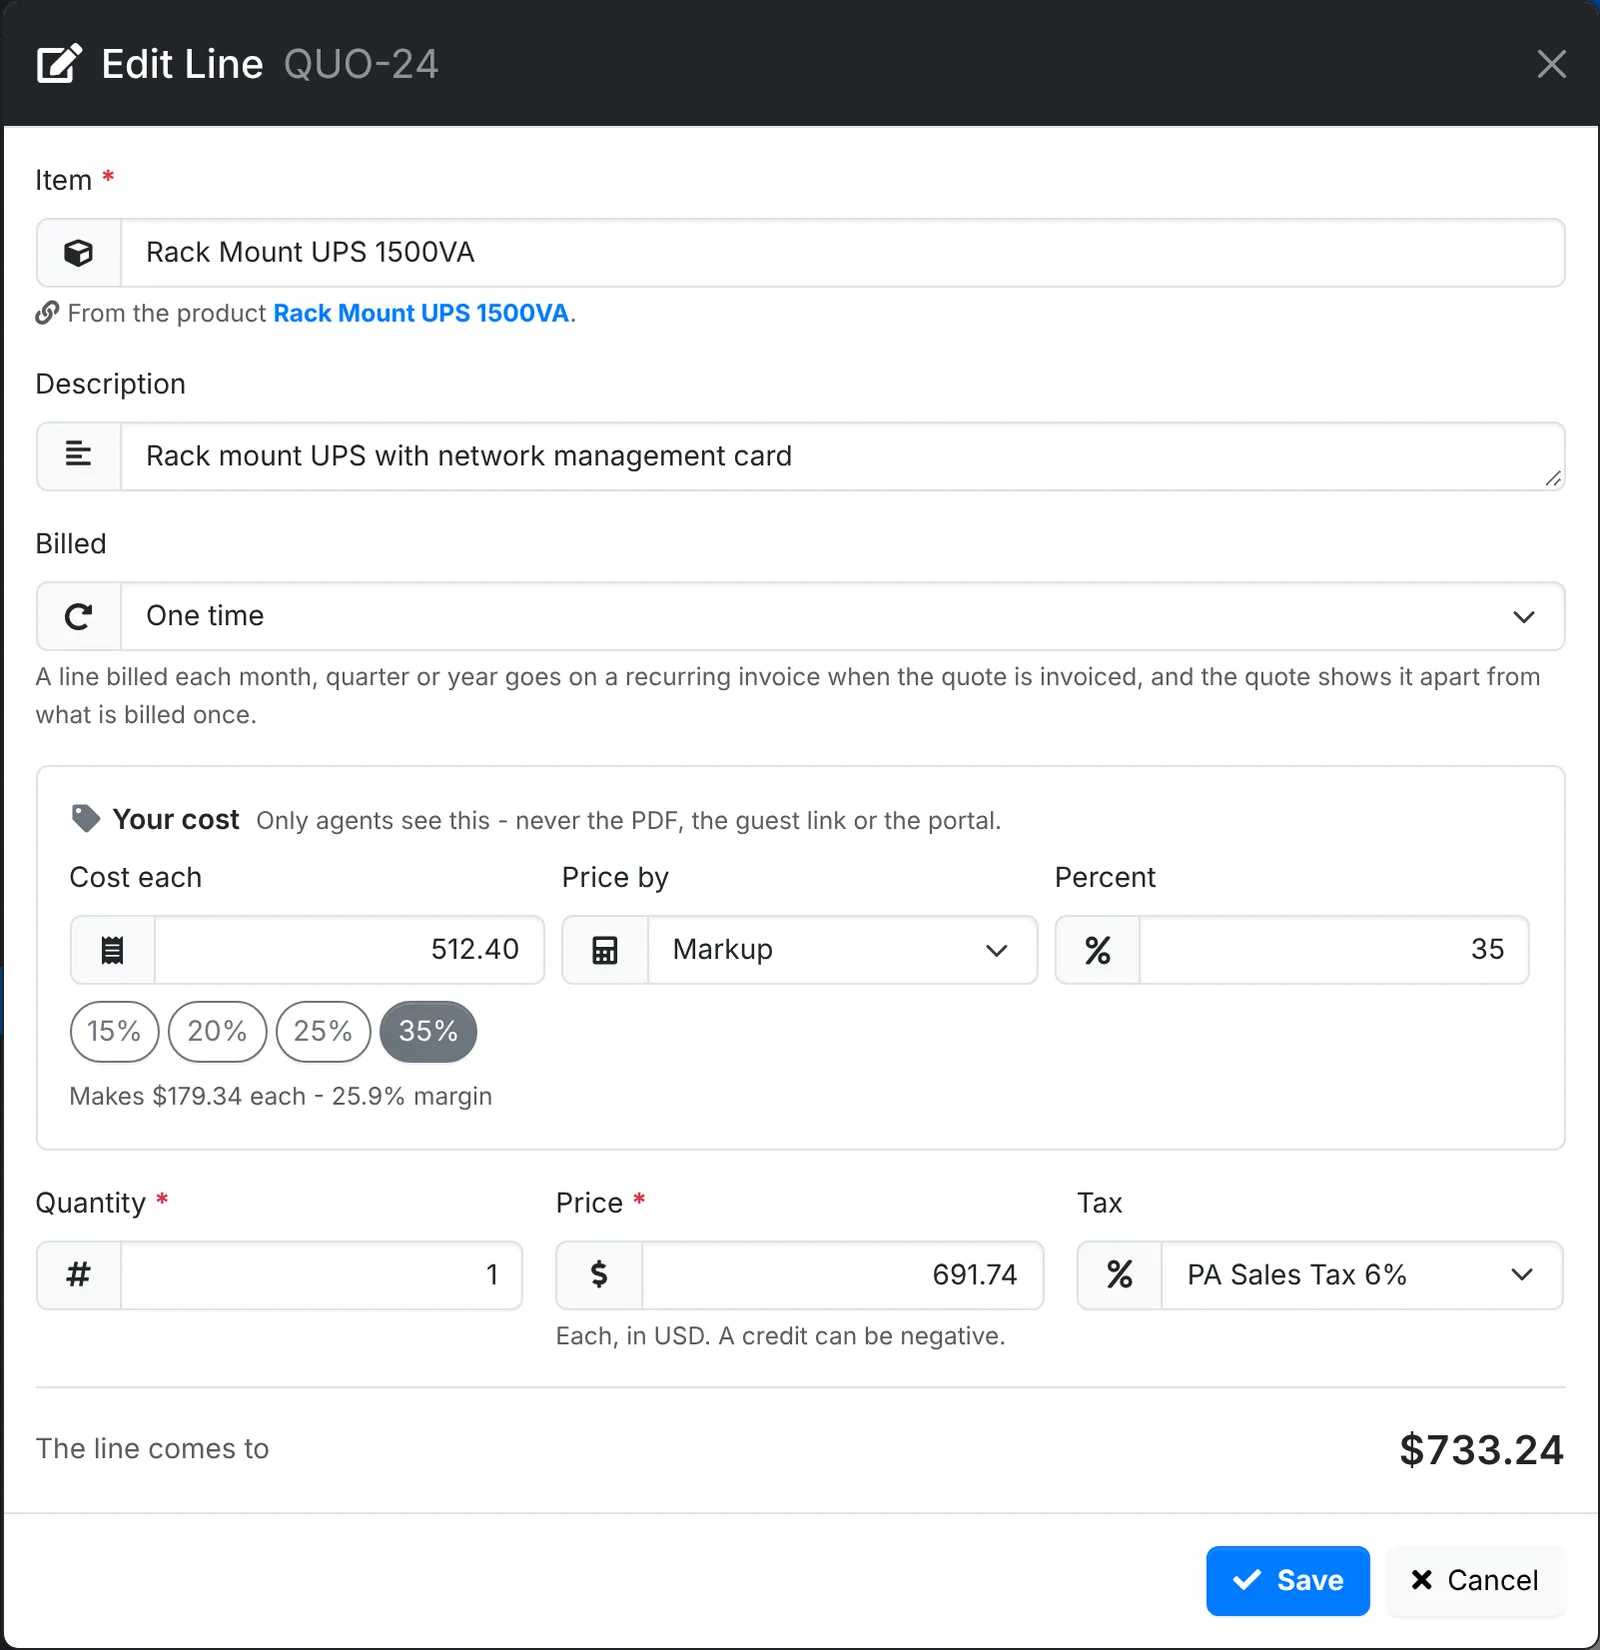 Edit Line QUO-24
Item *
Rack Mount UPS 1500VA
From the product Rack Mount UPS 1500VA.
Description
Rack mount UPS with network management card
Billed
One time
A line billed each month, quarter or year goes on a recurring invoice when the quote is invoiced, and the quote shows it apart from
what is billed once.
Your cost Only agents see this - never the PDF, the guest link or the portal.
Cost each Price by Percent
512.40 Markup % 35
15% 20% 25% 35%
Makes $179.34 each - 25.9% margin
Quantity * Price * Tax
# 1 $ 691.74 % PA Sales Tax 6%
Each, in USD. A credit can be negative.
The line comes to $733.24
Save Cancel